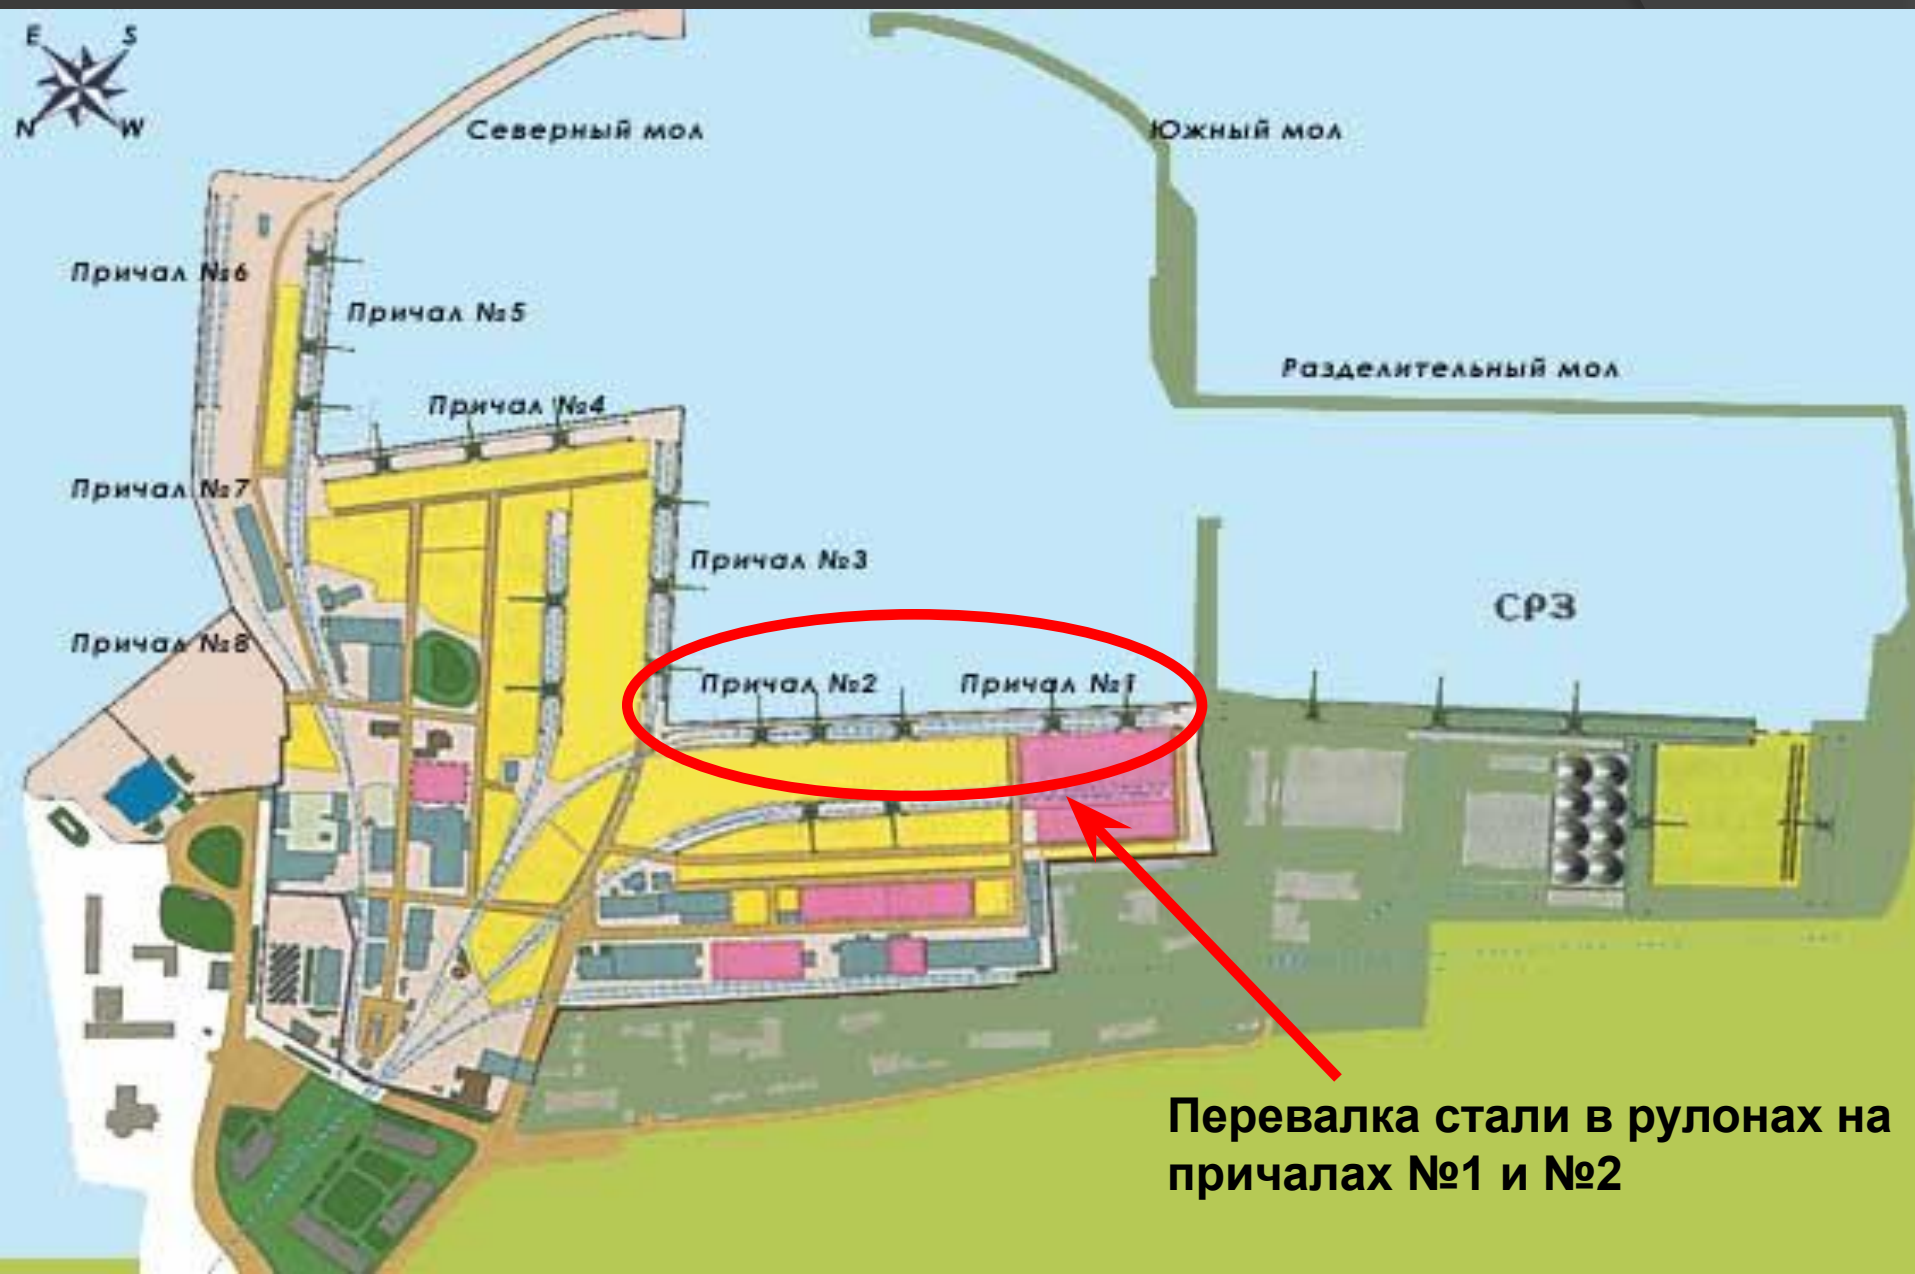 E S
N W
Северный мол
Южный мол
Причал №6
Причал №5
Разделительный мол
Причал №4
Причал №7
Причал №3
СРЗ
Причал №8
Причал №2
Причал №1
Перевалка стали в рулонах на
причалах №1 и №2